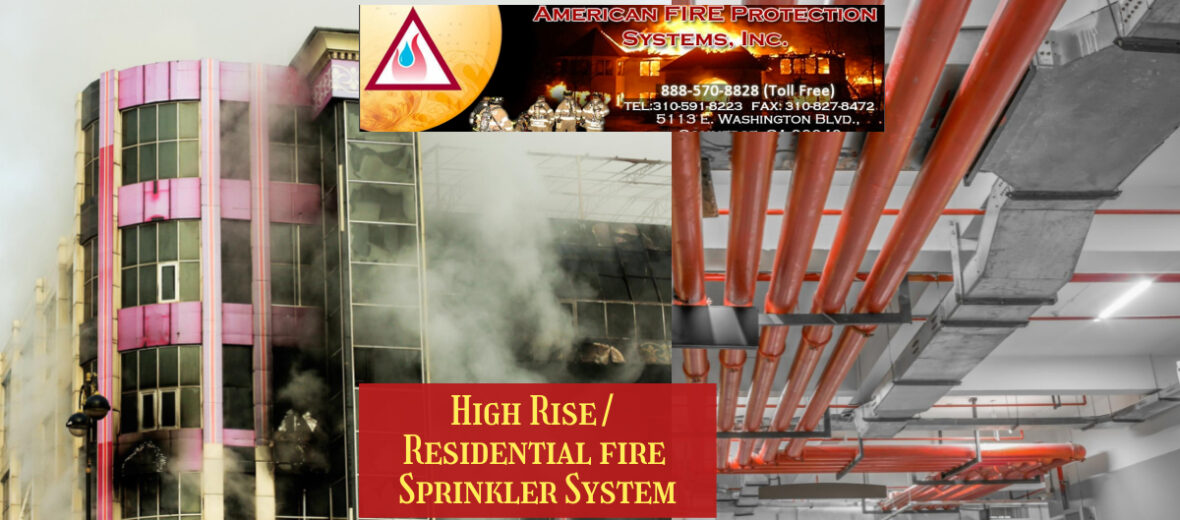 American FIRE Protection
Systems, Inc.
888-570-8828 (Toll Free)
TEL:310-591-8223 FAX: 310-827-8472
5113 E. Washington Blvd.,
High Rise /
Residential fire
Sprinkler System